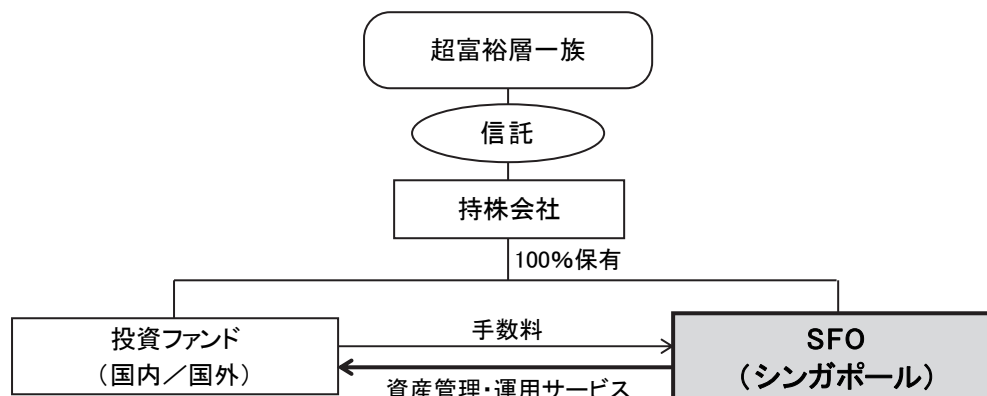 超富裕層一族
信託
持株会社
100%保有
投資ファンド
(国内/国外)
手数料
資産管理・運用サービス
SFO
(シンガポール)